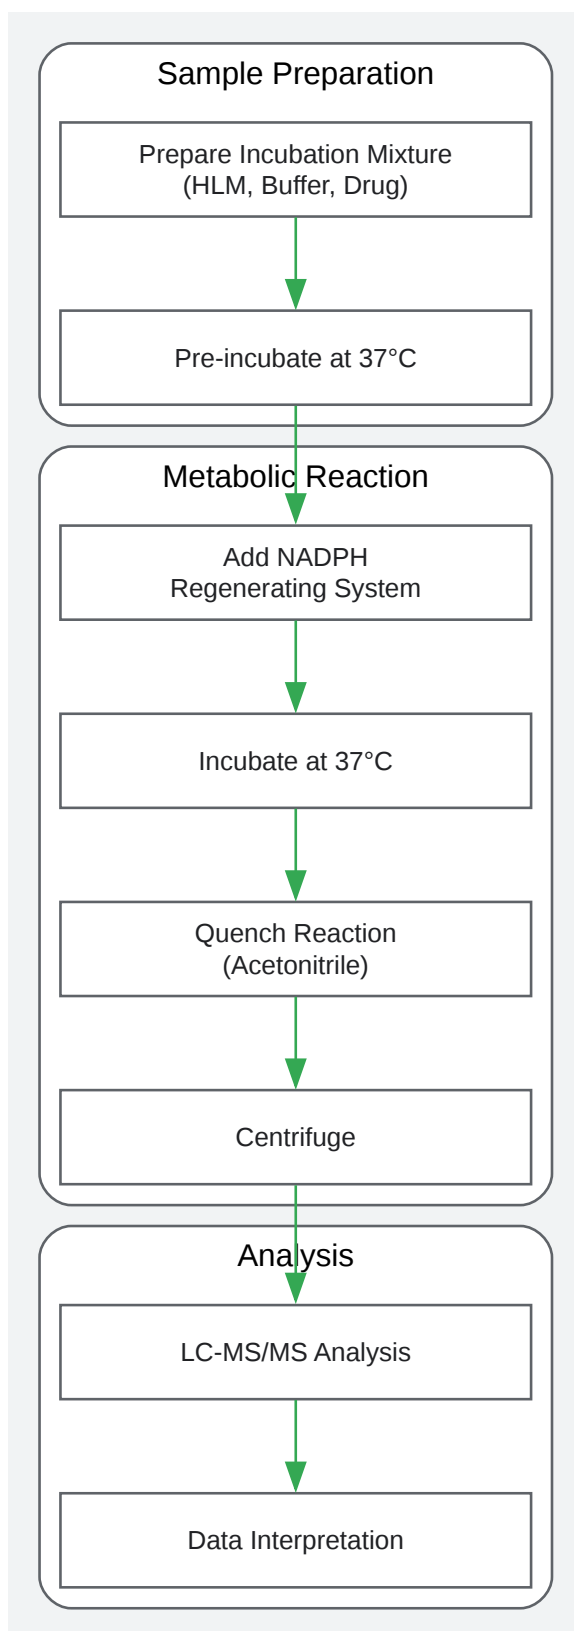 Sample Preparation
Prepare Incubation Mixture
(HLM, Buffer, Drug)
Pre-incubate at 37°C
Metabolic Reaction
Add NADPH
Regenerating System
Incubate at 37°C
Quench Reaction
(Acetonitrile)
Centrifuge
Analysis
LC-MS/MS Analysis
Data Interpretation